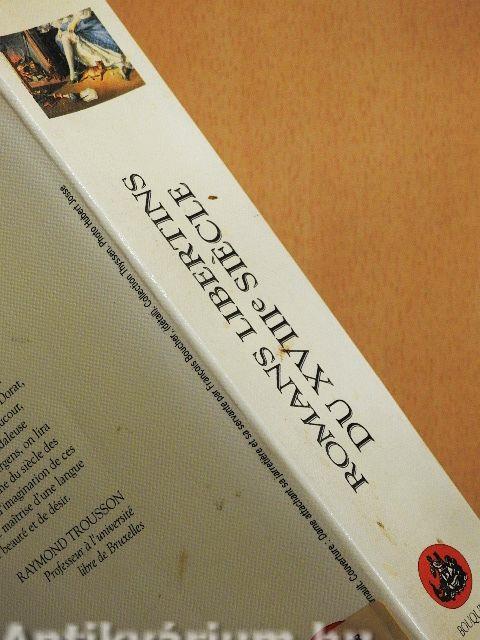 ROMANS LIBERTINS
DU XVIIIe SIÈCLE
Couverture : Dame attachant sa jarretière et sa servante par François Boucher, (détail), Collection Thyssen. Photo Hubert Josse
Dorat,
rgens, on lira
ne du siècle des
'imagination de ces
maîtrise d'une langue
beauté et de désir.
RAYMOND TROUSSON
Professeur à l'université
libre de Bruxelles